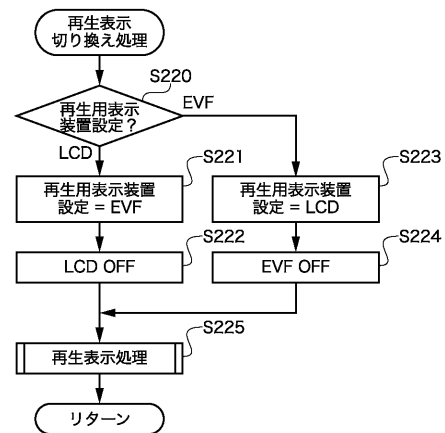 再生表示
切り換え処理
S220
再生用表示
装置設定？
EVF
LCD
S221
再生用表示装置
設定 = EVF
S223
再生用表示装置
設定 = LCD
S222
LCD OFF
S224
EVF OFF
S225
再生表示処理
リターン